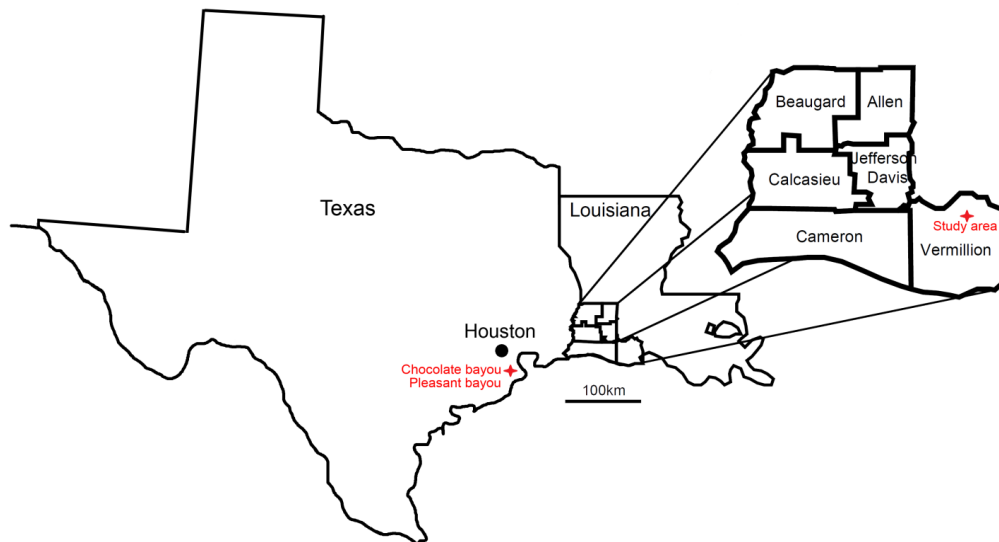 Texas
Louisiana
Houston
Chocolate bayou
Pleasant bayou
100km
Beaugard
Allen
Jefferson
Davis
Calcasieu
Cameron
Study area
Vermillion